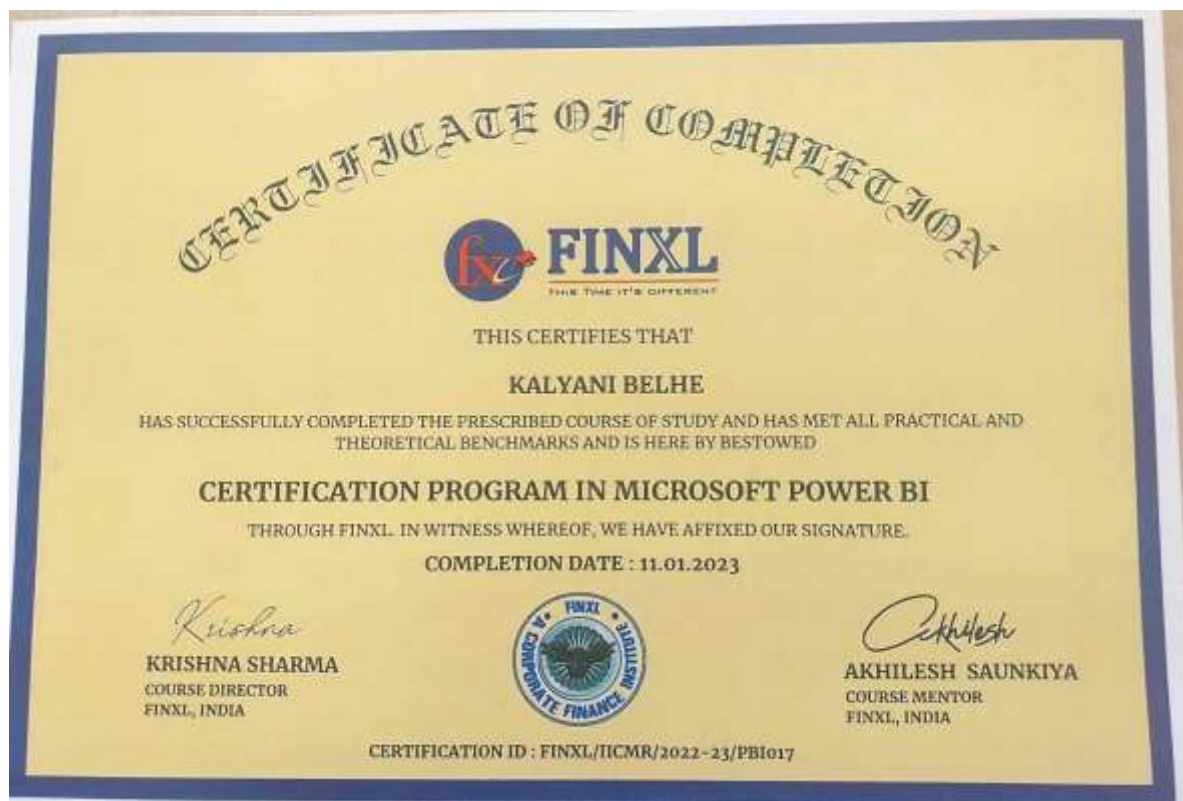 CERTIFICATE OF COMPLETION
fx
FINXL
THIS TIME IT'S DIFFERENT
THIS CERTIFIES THAT
KALYANI BELHE
HAS SUCCESSFULLY COMPLETED THE PRESCRIBED COURSE OF STUDY AND HAS MET ALL PRACTICAL AND
THEORETICAL BENCHMARKS AND IS HERE BY BESTOWED
CERTIFICATION PROGRAM IN MICROSOFT POWER BI
THROUGH FINXL. IN WITNESS WHEREOF, WE HAVE AFFIXED OUR SIGNATURE.
COMPLETION DATE : 11.01.2023
Krishna
KRISHNA SHARMA
COURSE DIRECTOR
FINXL, INDIA
FINXL
A CORPORATE FINANCE INSTITUTE
Akhilesh
AKHILESH SAUNKIYA
COURSE MENTOR
FINXL, INDIA
CERTIFICATION ID : FINXL/IICMR/2022-23/PBI017